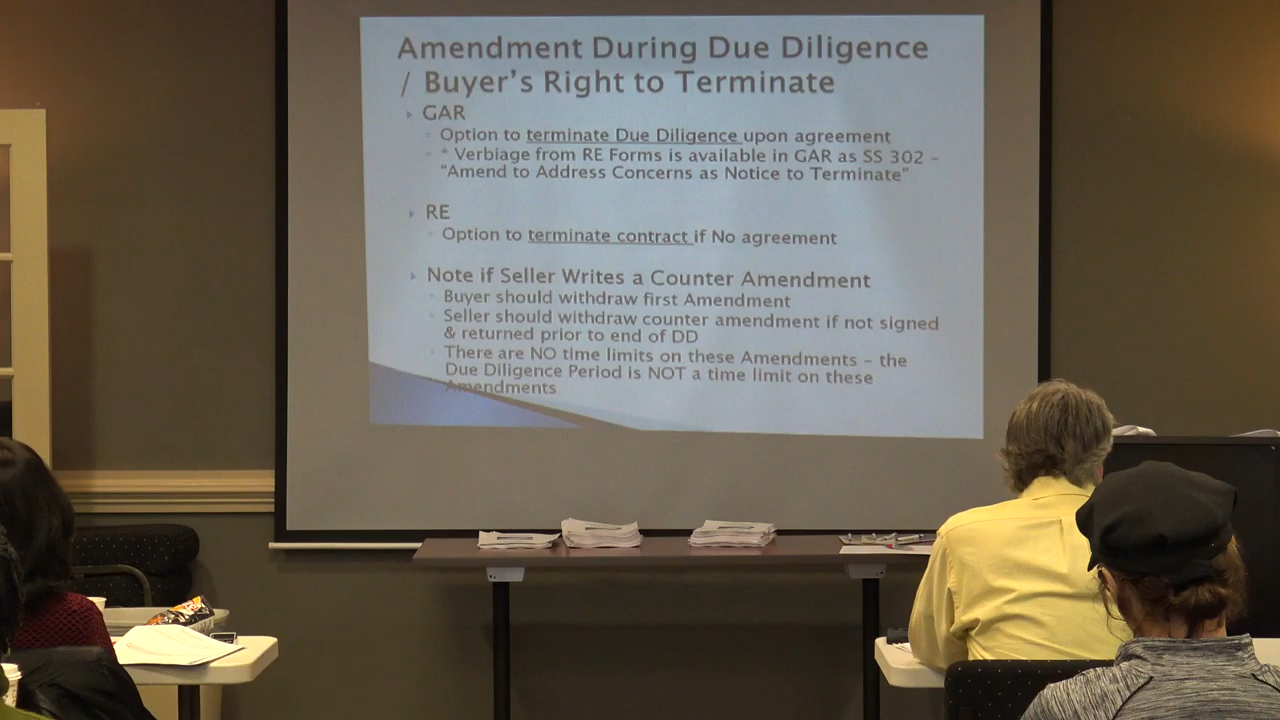 Amendment During Due Diligence
/ Buyer's Right to Terminate
GAR
Option to terminate Due Diligence upon agreement
* Verbiage from RE Forms is available in GAR as SS 302 –
"Amend to Address Concerns as Notice to Terminate"
RE
Option to terminate contract if No agreement
Note if Seller Writes a Counter Amendment
Buyer should withdraw first Amendment
Seller should withdraw counter amendment if not signed
& returned prior to end of DD
There are NO time limits on these Amendments – the
Due Diligence Period is NOT a time limit on these
Amendments